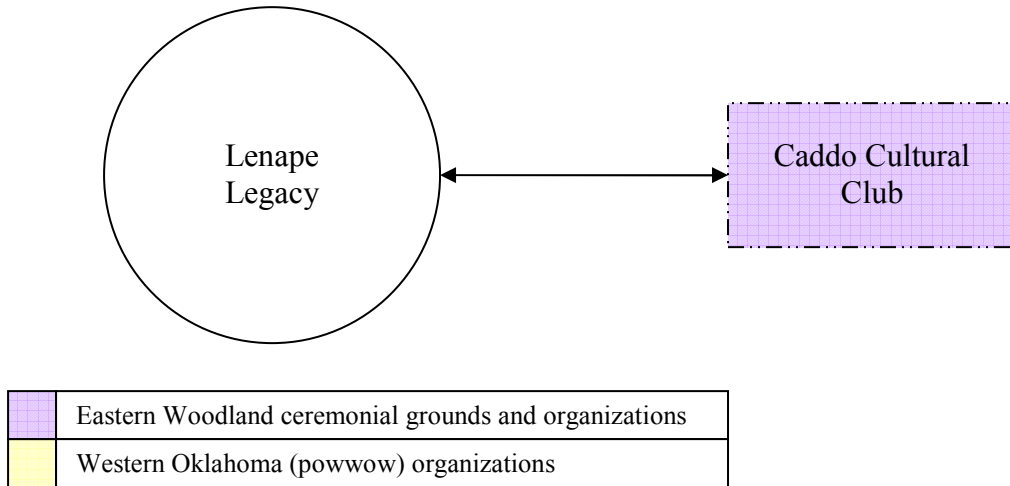 Lenape
Legacy
Caddo Cultural
Club
Eastern Woodland ceremonial grounds and organizations
Western Oklahoma (powwow) organizations